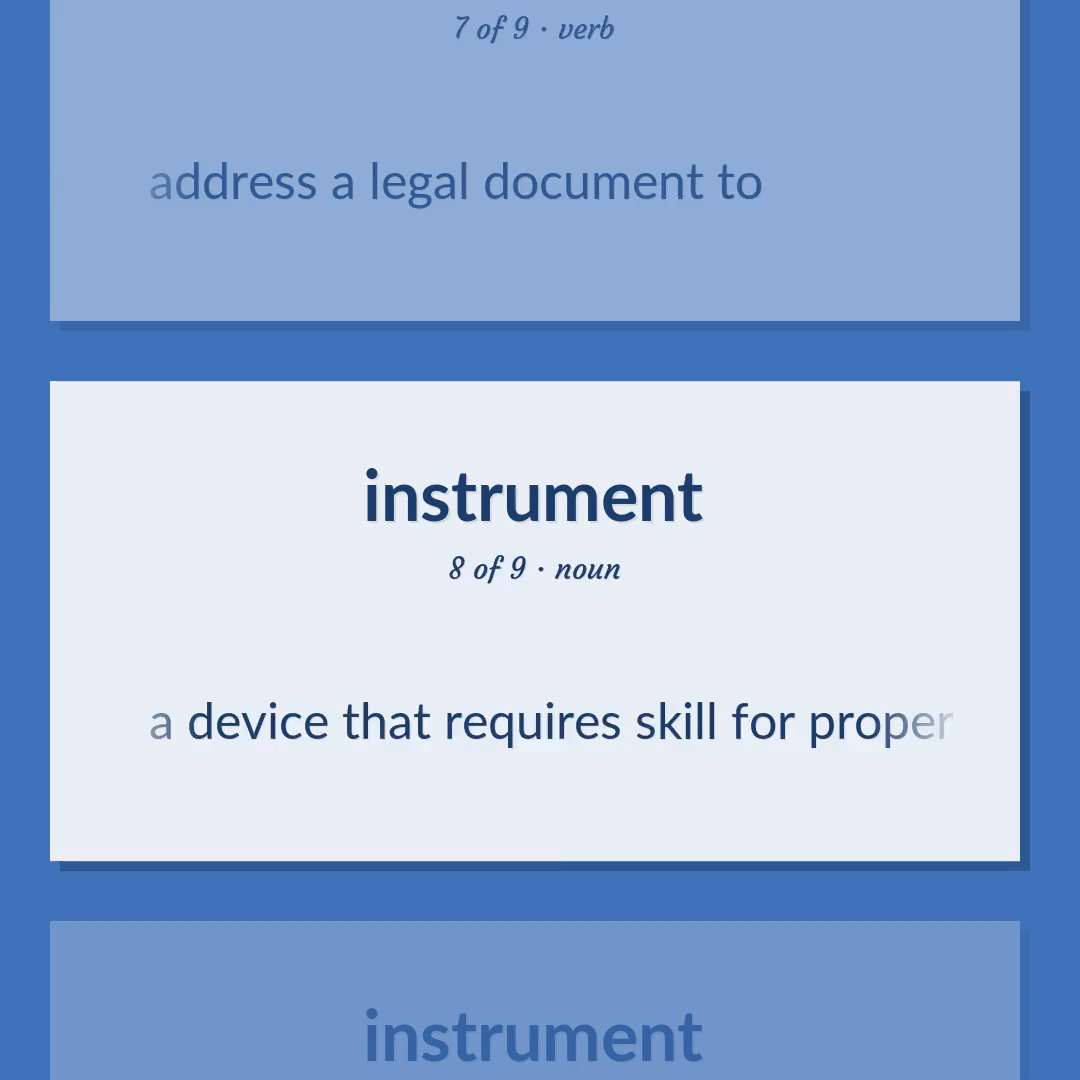 7 of 9 · verb
address a legal document to
instrument
8 of 9 · noun
a device that requires skill for proper
instrument